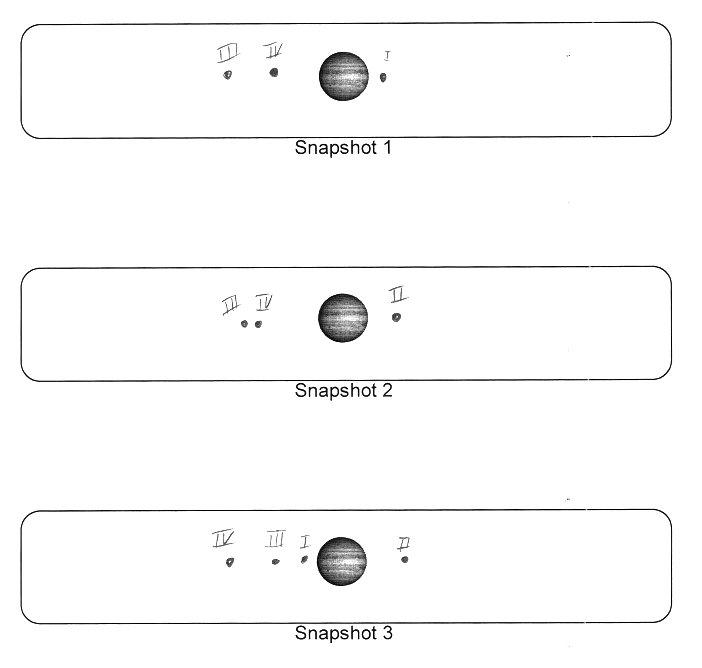 III IV I
Snapshot 1
III IV II
Snapshot 2
IV III I II
Snapshot 3